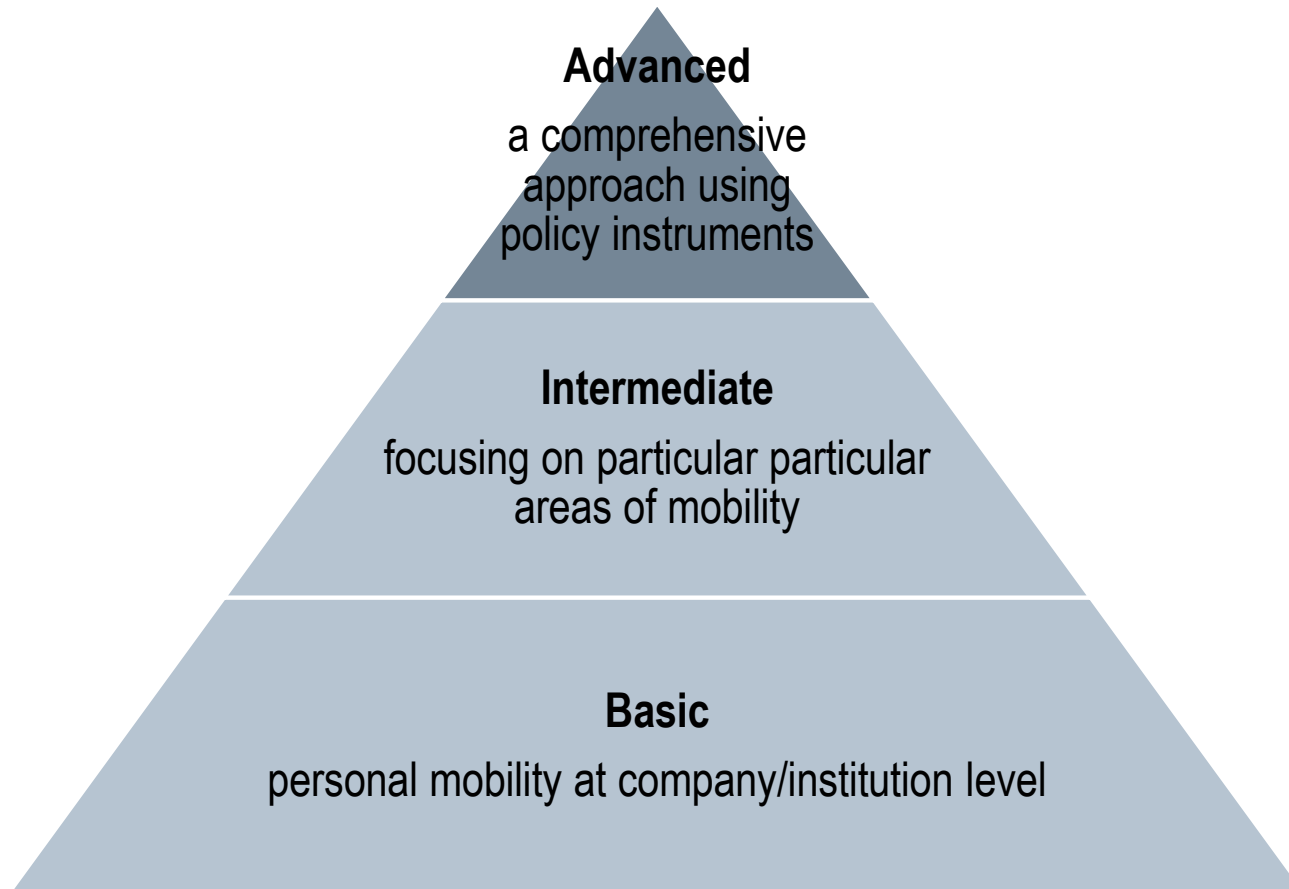 Advanced
a comprehensive
approach using
policy instruments
Intermediate
focusing on particular particular
areas of mobility
Basic
personal mobility at company/institution level